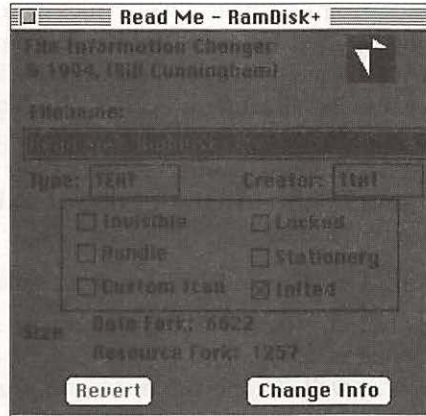 Read Me - RamDisk+
File Information Changer
© 1994, (Bill Cunningham)
Filename:
Type: TEXT Creator: ttxt
Invisible Locked
Bundle Stationery
Custom Icon Inited
Size Data Fork: 6622
Resource Fork: 1257
Revert Change Info